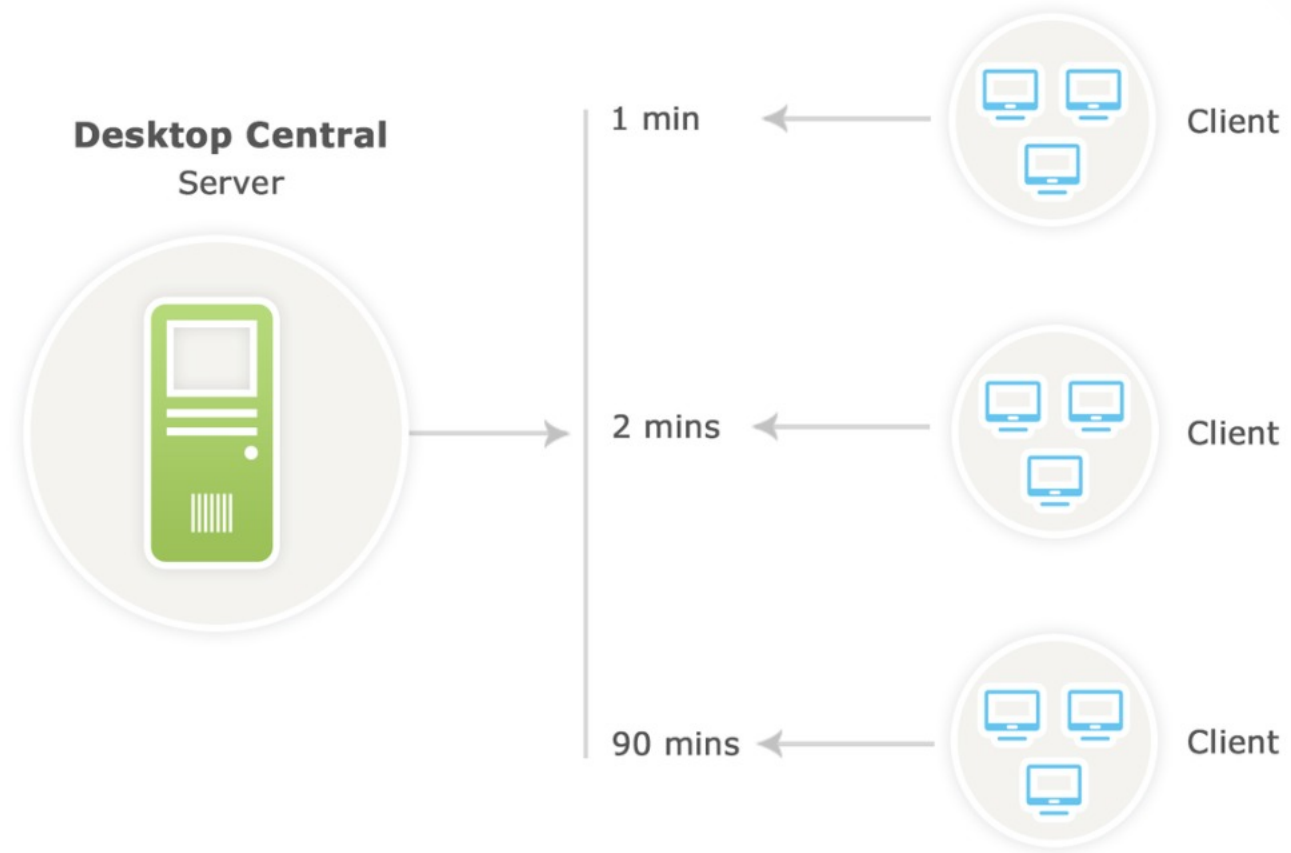 Desktop Central
Server
1 min
Client
2 mins
Client
90 mins
Client